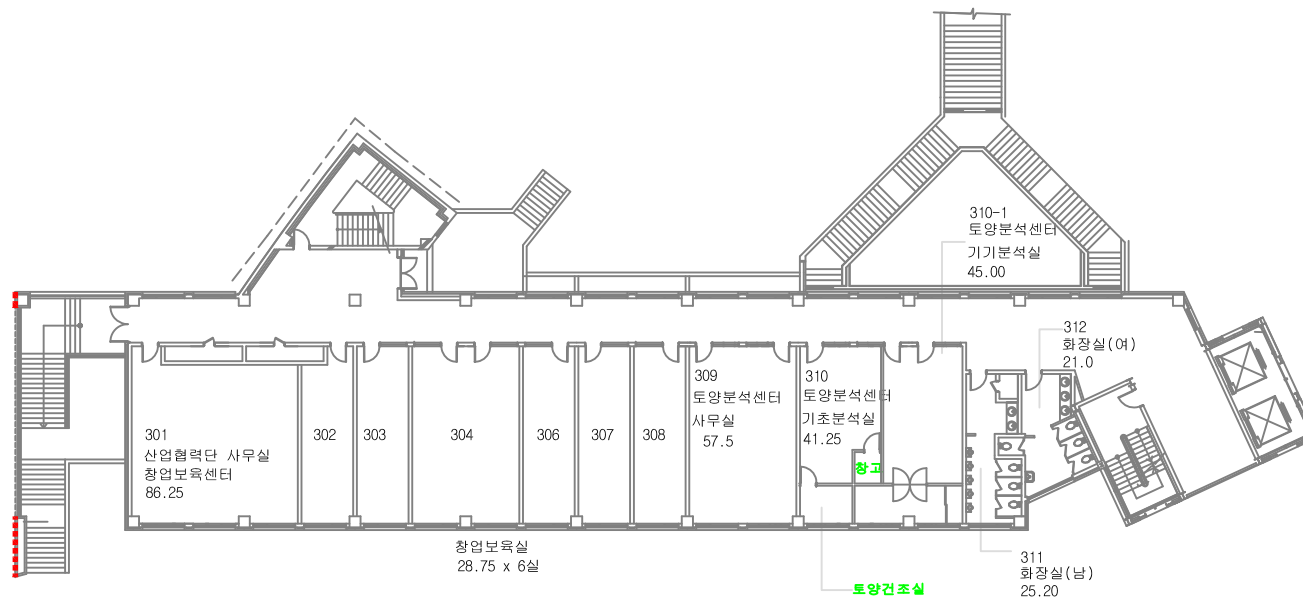 310-1
토양분석센터
기기분석실
45.00
312
화장실(여)
21.0
309
토양분석센터
사무실
57.5
310
토양분석센터
기초분석실
41.25
301
산업협력단 사무실
창업보육센터
86.25
302
303
304
306
307
308
창고
창업보육실
28.75 x 6실
311
화장실(남)
25.20
토양건조실